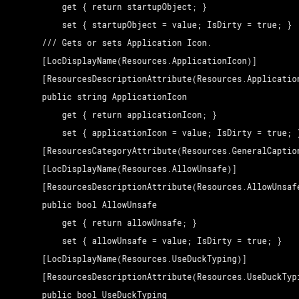 get { return startupObject; }
set { startupObject = value; IsDirty = true; }
/// Gets or sets Application Icon.
[LocDisplayName(Resources.ApplicationIcon)]
[ResourcesDescriptionAttribute(Resources.Application
public string ApplicationIcon
get { return applicationIcon; }
set { applicationIcon = value; IsDirty = true; }
[ResourcesCategoryAttribute(Resources.GeneralCaption
[LocDisplayName(Resources.AllowUnsafe)]
[ResourcesDescriptionAttribute(Resources.AllowUnsafe
public bool AllowUnsafe
get { return allowUnsafe; }
set { allowUnsafe = value; IsDirty = true; }
[LocDisplayName(Resources.UseDuckTyping)]
[ResourcesDescriptionAttribute(Resources.UseDuckTypi
public bool UseDuckTyping